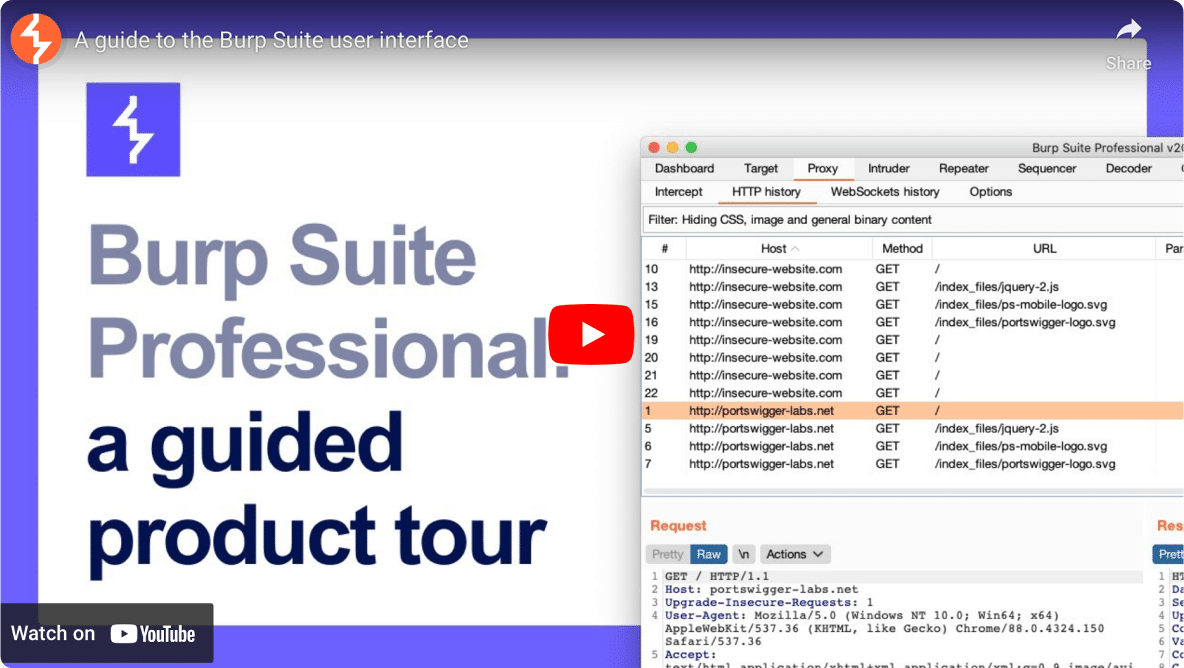 A guide to the Burp Suite user interface
Share
Burp Suite
Professional:
a guided
product tour
Burp Suite Professional
Dashboard Target Proxy Intruder Repeater Sequencer Decoder
Intercept HTTP history WebSockets history Options
Filter: Hiding CSS, image and general binary content
# Host Method URL
10 http://insecure-website.com GET /
13 http://insecure-website.com GET /index_files/jquery-2.js
15 http://insecure-website.com GET /index_files/ps-mobile-logo.svg
16 http://insecure-website.com GET /index_files/portswigger-logo.svg
19 http://insecure-website.com GET /
20 http://insecure-website.com GET /
21 http://insecure-website.com GET /
22 http://insecure-website.com GET /
1 http://portswigger-labs.net GET /
5 http://portswigger-labs.net GET /index_files/jquery-2.js
6 http://portswigger-labs.net GET /index_files/ps-mobile-logo.svg
7 http://portswigger-labs.net GET /index_files/portswigger-logo.svg
Request
Pretty Raw \n Actions
1 GET / HTTP/1.1
2 Host: portswigger-labs.net
3 Upgrade-Insecure-Requests: 1
4 User-Agent: Mozilla/5.0 (Windows NT 10.0; Win64; x64)
AppleWebKit/537.36 (KHTML, like Gecko) Chrome/88.0.4324.150
Safari/537.36
5 Accept:
1
2
3
4
5
6
7
Watch on YouTube